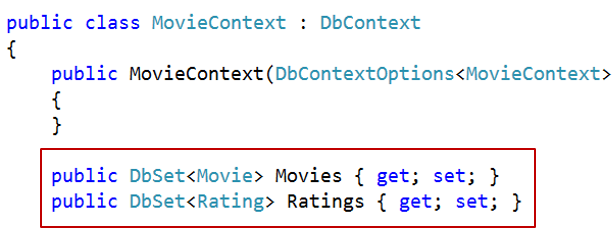 public class MovieContext : DbContext
{
public MovieContext(DbContextOptions<MovieContext>
{
}
public DbSet<Movie> Movies { get; set; }
public DbSet<Rating> Ratings { get; set; }